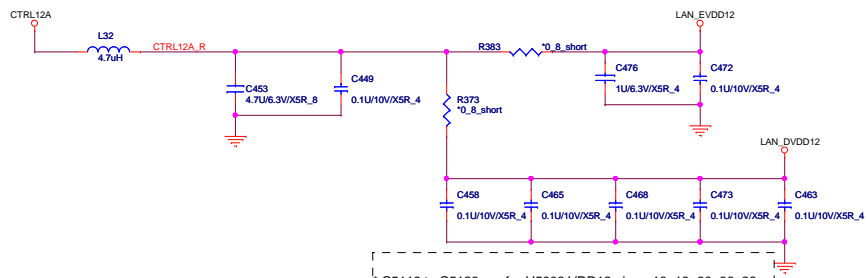 CTRL12A
LAN_EVDD12
L32
4.7uH
CTRL12A_R
R383
*0_8_short
C453
4.7U/6.3V/X5R_8
C449
0.1U/10V/X5R_4
R373
*0_8_short
C476
1U/6.3V/X5R_4
C472
0.1U/10V/X5R_4
LAN_DVDD12
C458
0.1U/10V/X5R_4
C465
0.1U/10V/X5R_4
C468
0.1U/10V/X5R_4
C473
0.1U/10V/X5R_4
C463
0.1U/10V/X5R_4